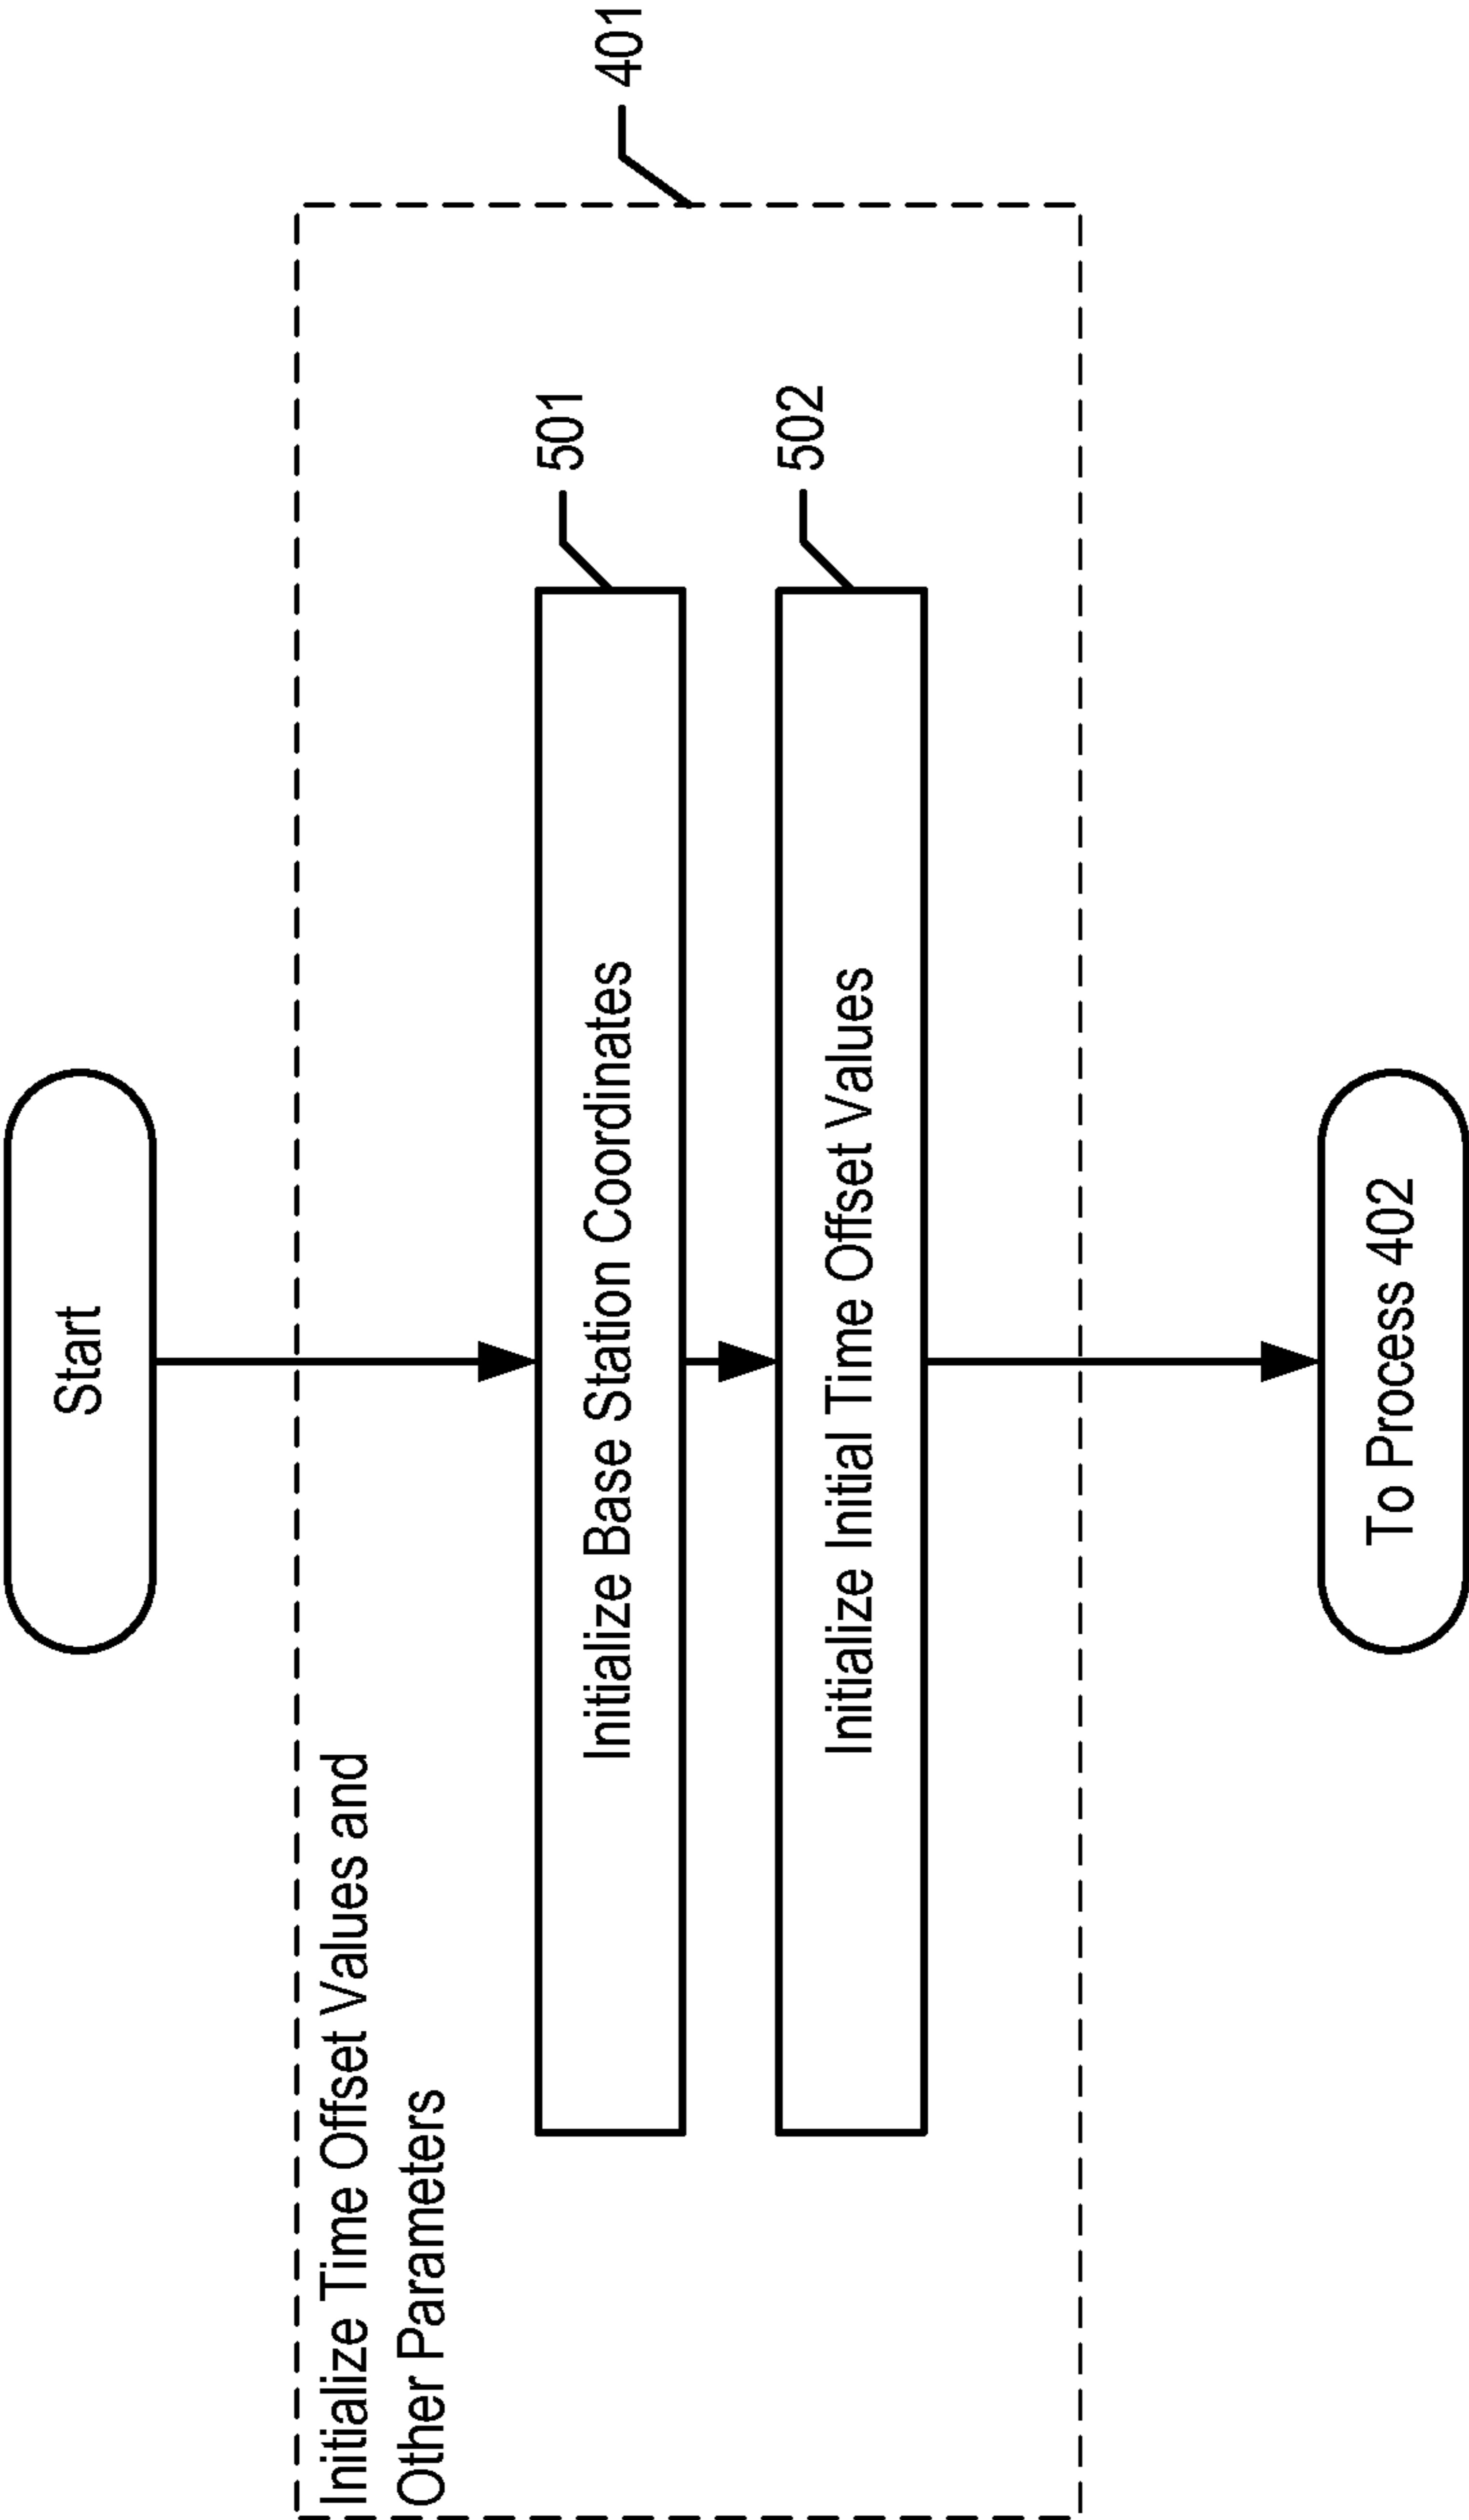 Start
401
Initialize Time Offset Values and
Other Parameters
501
Initialize Base Station Coordinates
502
Initialize Initial Time Offset Values
To Process 402